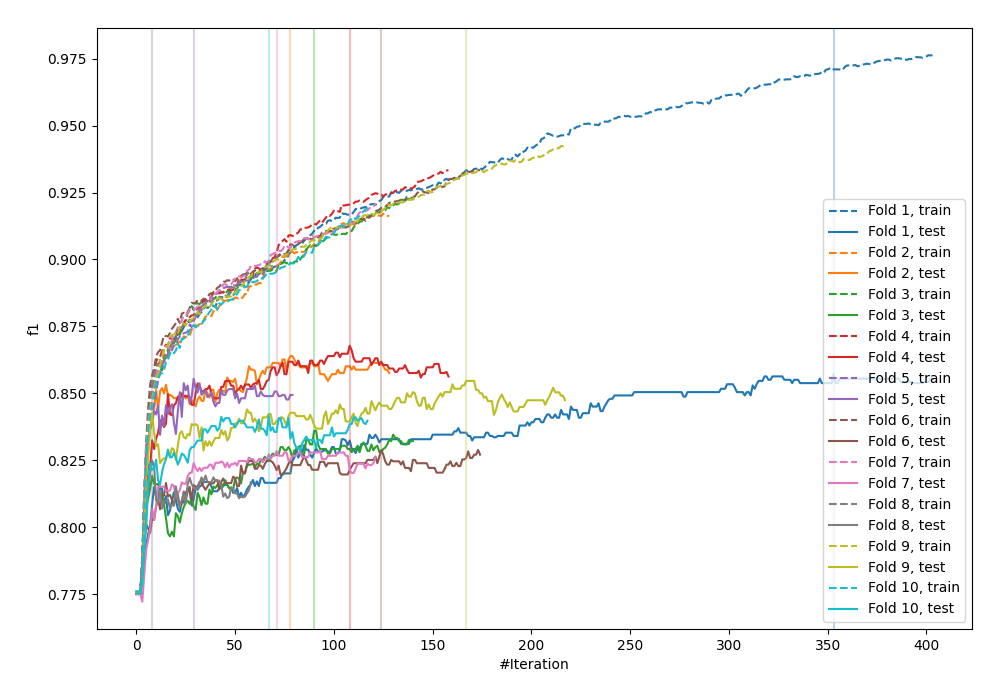 0.975
0.950
0.925
0.900
0.875
0.850
0.825
0.800
0.775
f1
0 50 100 150 200 250 300 350 400
#Iteration
Fold 1, train
Fold 1, test
Fold 2, train
Fold 2, test
Fold 3, train
Fold 3, test
Fold 4, train
Fold 4, test
Fold 5, train
Fold 5, test
Fold 6, train
Fold 6, test
Fold 7, train
Fold 7, test
Fold 8, train
Fold 8, test
Fold 9, train
Fold 9, test
Fold 10, train
Fold 10, test